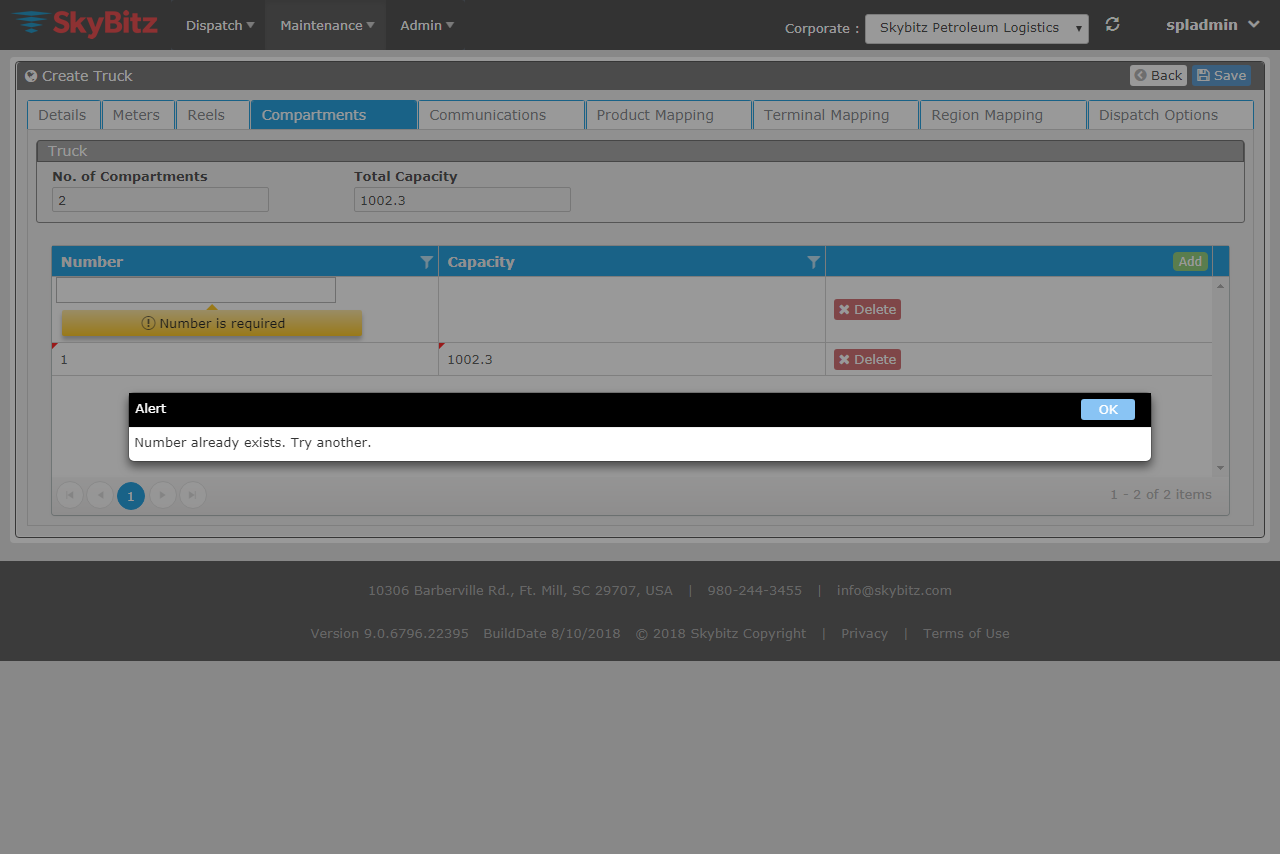 SkyBitz Dispatch Maintenance Admin Corporate : Skybitz Petroleum Logistics spladmin
Create Truck Back Save
Details Meters Reels Compartments Communications Product Mapping Terminal Mapping Region Mapping Dispatch Options
Truck
No. of Compartments Total Capacity
2 1002.3
Number Capacity Add
Number is required Delete
1 1002.3 Delete
Alert OK
Number already exists. Try another.
1 1 - 2 of 2 items
10306 Barberville Rd., Ft. Mill, SC 29707, USA | 980-244-3455 | info@skybitz.com
Version 9.0.6796.22395 BuildDate 8/10/2018 © 2018 Skybitz Copyright | Privacy | Terms of Use